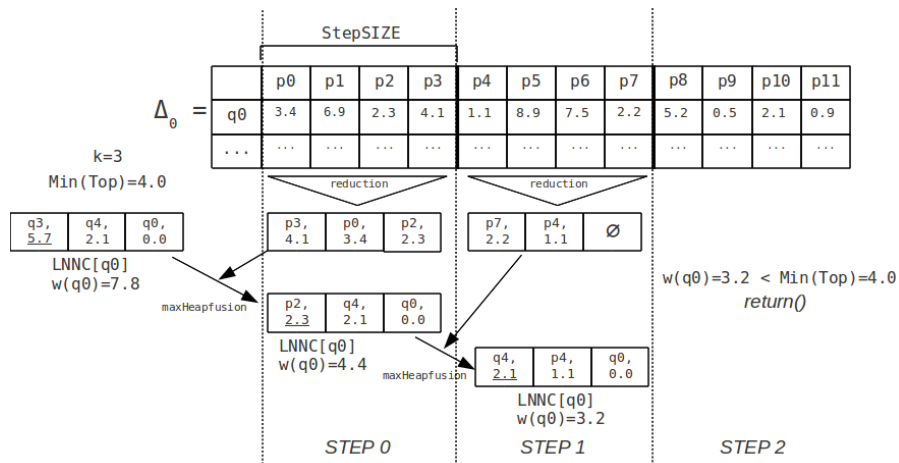 StepSIZE
p0 p1 p2 p3 p4 p5 p6 p7 p8 p9 p10 p11
Δ0 = q0 3.4 6.9 2.3 4.1 1.1 8.9 7.5 2.2 5.2 0.5 2.1 0.9
... ... ... ... ... ... ... ... ... ... ... ... ...
k=3
Min(Top)=4.0
reduction reduction
q3, q4, q0, p3, p0, p2, p7, p4, ∅
5.7 2.1 0.0 4.1 3.4 2.3 2.2 1.1
LNNC[q0]
w(q0)=7.8
w(q0)=3.2 < Min(Top)=4.0
return()
maxHeapfusion
p2, q4, q0,
2.3 2.1 0.0
LNNC[q0]
w(q0)=4.4
maxHeapfusion
q4, p4, q0,
2.1 1.1 0.0
LNNC[q0]
w(q0)=3.2
STEP 0 STEP 1 STEP 2